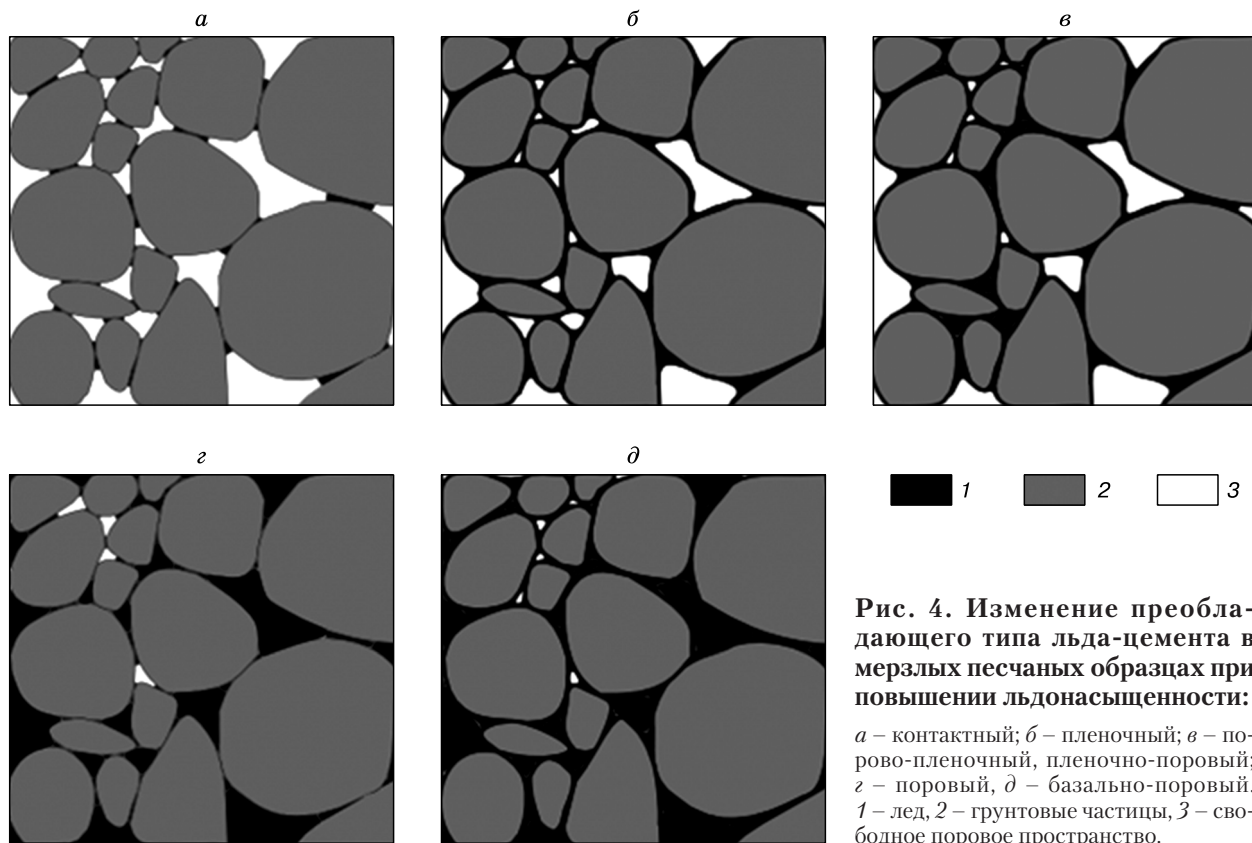 а
б
в
г
д
1
2
3
Рис. 4. Изменение преобла-
дающего типа льда-цемента в
мерзлых песчаных образцах при
повышении льдонасыщенности:
а – контактный; б – пленочный; в – по-
рово-пленочный, пленочно-поровый;
г – поровый, д – базально-поровый.
1 – лед, 2 – грунтовые частицы, 3 – сво-
бодное поровое пространство.